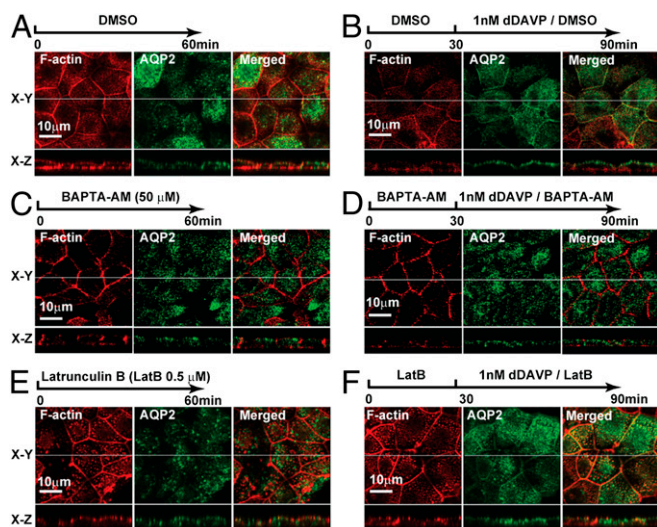 A DMSO
0 60min
F-actin AQP2 Merged
X-Y
10μm
X-Z
B DMSO 1nM dDAVP / DMSO
0 30 90min
F-actin AQP2 Merged
10μm
C BAPTA-AM (50 μM)
0 60min
F-actin AQP2 Merged
X-Y
10μm
X-Z
D BAPTA-AM 1nM dDAVP / BAPTA-AM
0 30 90min
F-actin AQP2 Merged
10μm
E Latrunculin B (LatB 0.5 μM)
0 60min
F-actin AQP2 Merged
X-Y
10μm
X-Z
F LatB 1nM dDAVP / LatB
0 30 90min
F-actin AQP2 Merged
10μm